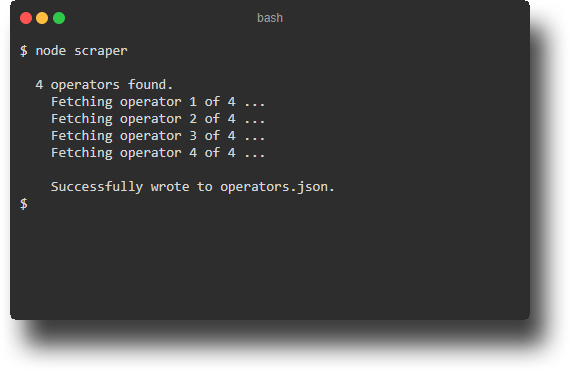 bash
$ node scraper
4 operators found.
Fetching operator 1 of 4 ...
Fetching operator 2 of 4 ...
Fetching operator 3 of 4 ...
Fetching operator 4 of 4 ...
Successfully wrote to operators.json.
$